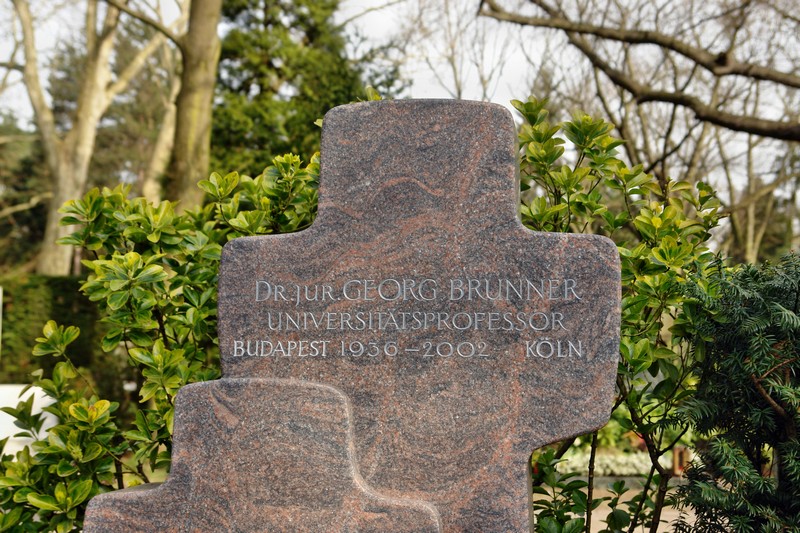 Dr. jur. GEORG BRUNNER
UNIVERSITÄTSPROFESSOR
BUDAPEST 1936 – 2002 KÖLN